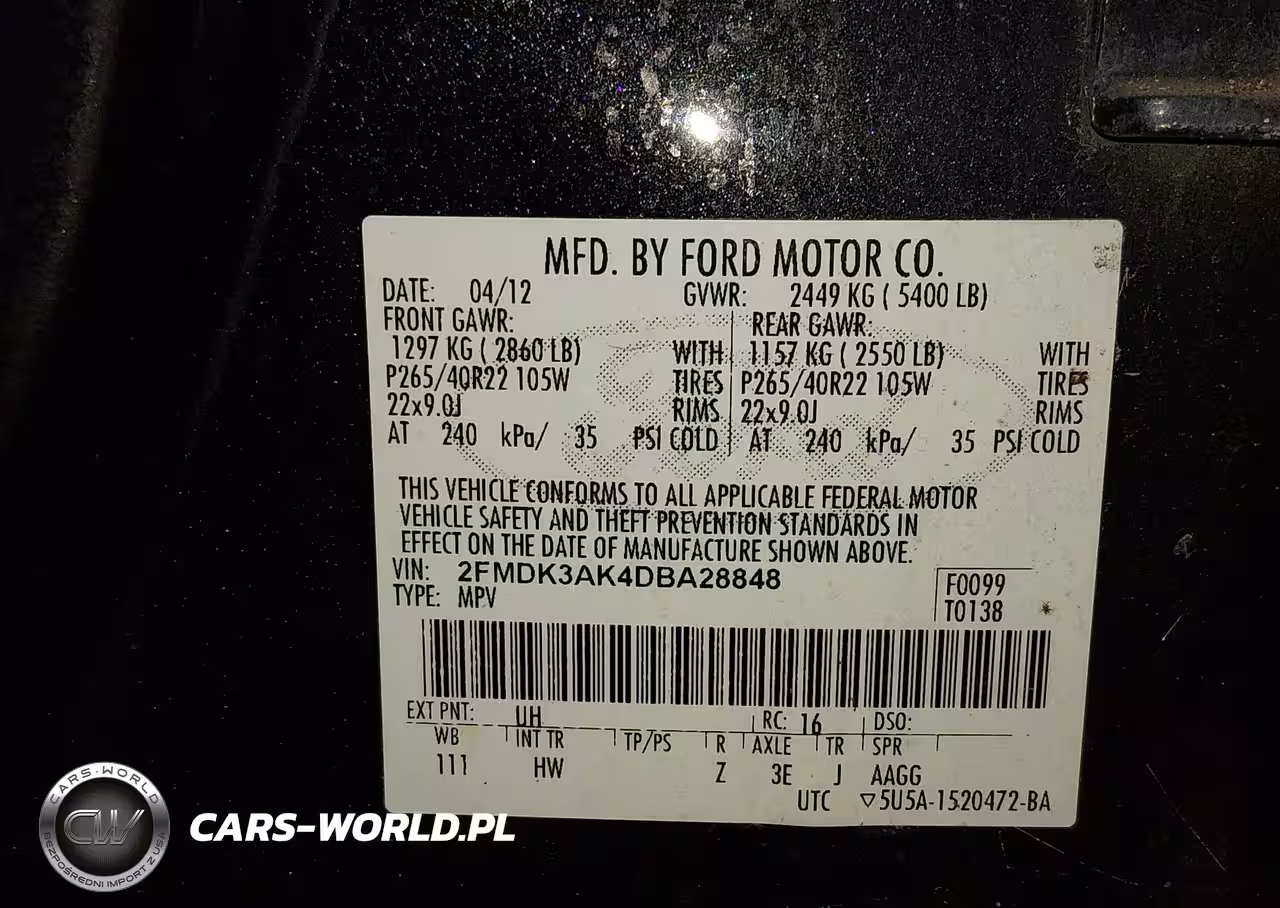 MFD. BY FORD MOTOR CO.
DATE: 04/12 GVWR: 2449 KG ( 5400 LB)
FRONT GAWR: REAR GAWR:
1297 KG ( 2860 LB) WITH 1157 KG ( 2550 LB) WITH
P265/40R22 105W TIRES P265/40R22 105W TIRES
22x9.0J RIMS 22x9.0J RIMS
AT 240 kPa/ 35 PSI COLD AT 240 kPa/ 35 PSI COLD
THIS VEHICLE CONFORMS TO ALL APPLICABLE FEDERAL MOTOR
VEHICLE SAFETY AND THEFT PREVENTION STANDARDS IN
EFFECT ON THE DATE OF MANUFACTURE SHOWN ABOVE.
VIN: 2FMDK3AK4DBA28848 F0099
TYPE: MPV T0138
EXT PNT: UH RC: 16 DSO:
WB INT TR TP/PS R AXLE TR SPR
111 HW Z 3E J AAGG
UTC ▽5U5A-1520472-BA
CARS-WORLD
CW
BEZPOŚREDNI IMPORT Z USA
CARS-WORLD.PL